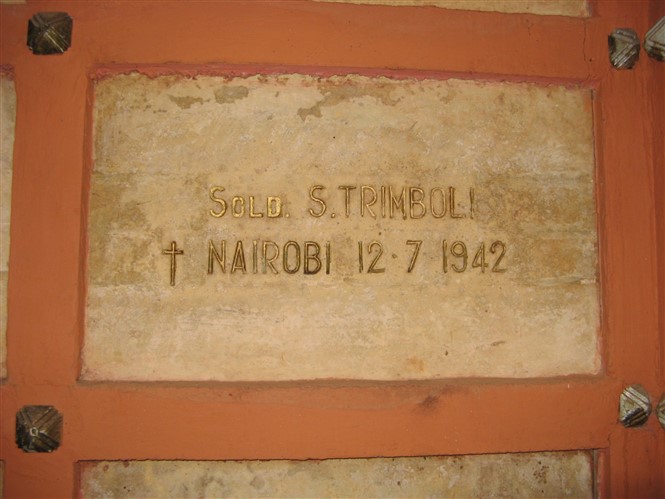 SOLD. S. TRIMBOLI
† NAIROBI 12·7·1942